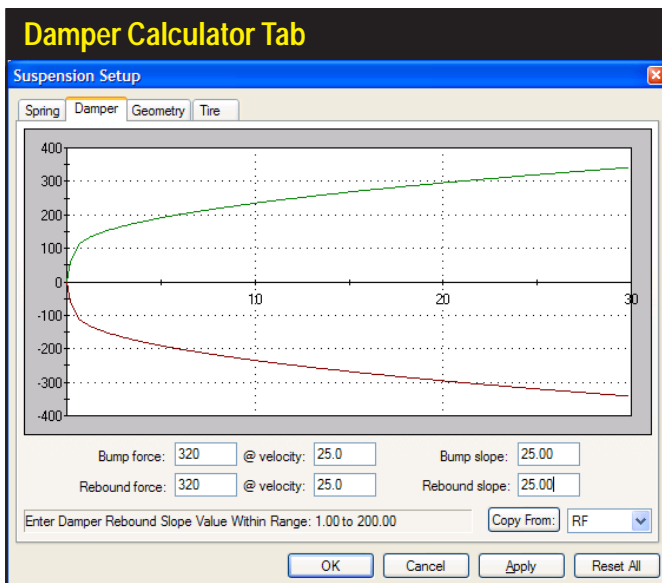 Damper Calculator Tab
Suspension Setup
Spring Damper Geometry Tire
400
300
200
100
0
10 20 30
-100
-200
-300
-400
Bump force: 320 @ velocity: 25.0 Bump slope: 25.00
Rebound force: 320 @ velocity: 25.0 Rebound slope: 25.00
Enter Damper Rebound Slope Value Within Range: 1.00 to 200.00 Copy From: RF
OK Cancel Apply Reset All